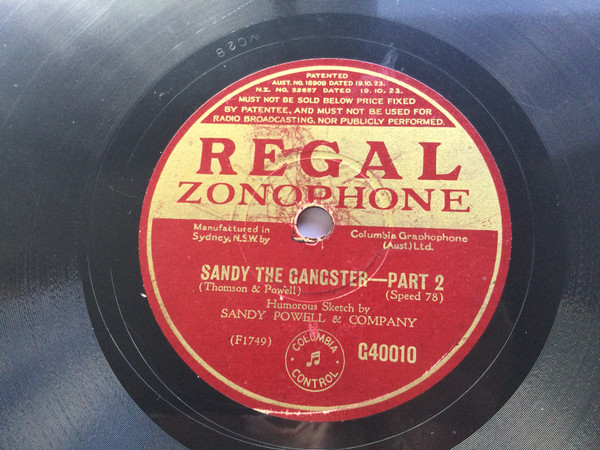 MC28
PATENTED
AUST. NO. 16909 DATED 19.10.23.
N.Z. NO. 52657 DATED 19.10.23.
MUST NOT BE SOLD BELOW PRICE FIXED
BY PATENTEE, AND MUST NOT BE USED FOR
RADIO BROADCASTING, NOR PUBLICLY PERFORMED.
REGAL
ZONOPHONE
Manufactured in Columbia Graphophone
Sydney, N.S.W. by (Aust) Ltd.
SANDY THE GANGSTER—PART 2
(Thomson & Powell) (Speed 78)
Humorous Sketch by
SANDY POWELL & COMPANY
(F1749) G40010
COLUMBIA
CONTROL